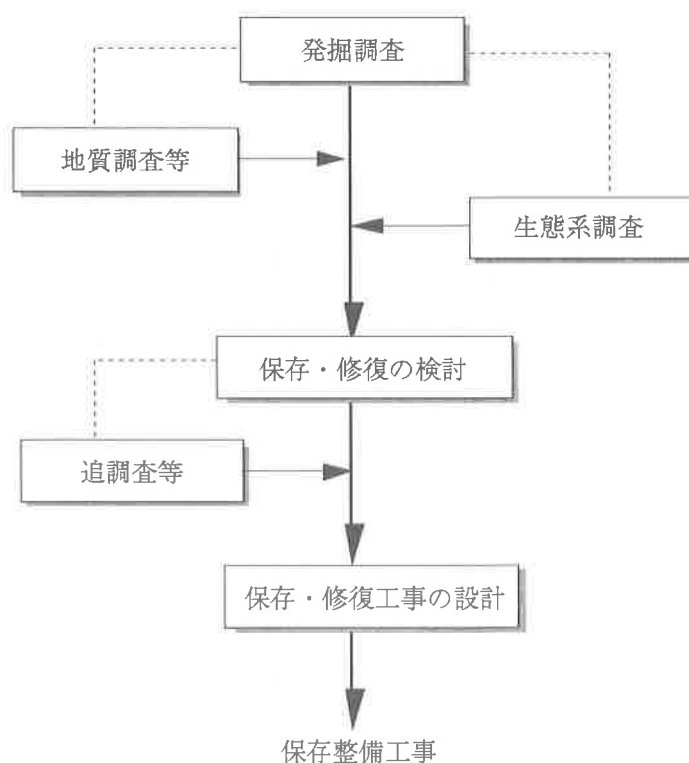 発掘調査
地質調査等
生態系調査
保存・修復の検討
追調査等
保存・修復工事の設計
保存整備工事